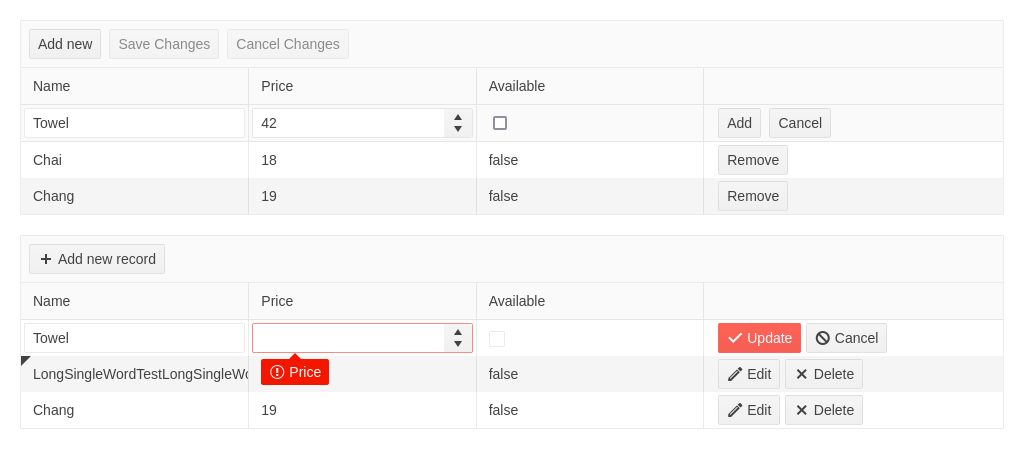 Add new Save Changes Cancel Changes
Name Price Available
Towel 42 Add Cancel
Chai 18 false Remove
Chang 19 false Remove
Add new record
Name Price Available
Towel Update Cancel
LongSingleWordTestLongSingleWo Price false Edit Delete
Chang 19 false Edit Delete